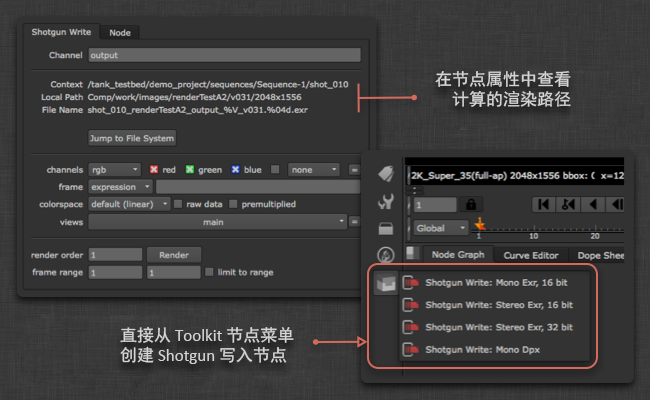 Shotgun Write Node
Channel output
Context /tank_testbed/demo_project/sequences/Sequence-1/shot_010
Local Path Comp/work/images/renderTestA2/v031/2048x1556
File Name shot_010_renderTestA2_output_%V_v031.%04d.exr
Jump to File System
channels rgb red green blue none =
frame expression
colorspace default (linear) raw data premultiplied
views main =
render order 1 Render
frame range 1 1 limit to range
在节点属性中查看
计算的渲染路径
2K_Super_35(full-ap) 2048x1556 bbox: ( x=12
1
Global 1 10 20
Node Graph Curve Editor Dope Shee
Shotgun Write: Mono Exr, 16 bit
Shotgun Write: Stereo Exr, 16 bit
Shotgun Write: Stereo Exr, 32 bit
Shotgun Write: Mono Dpx
直接从 Toolkit 节点菜单
创建 Shotgun 写入节点